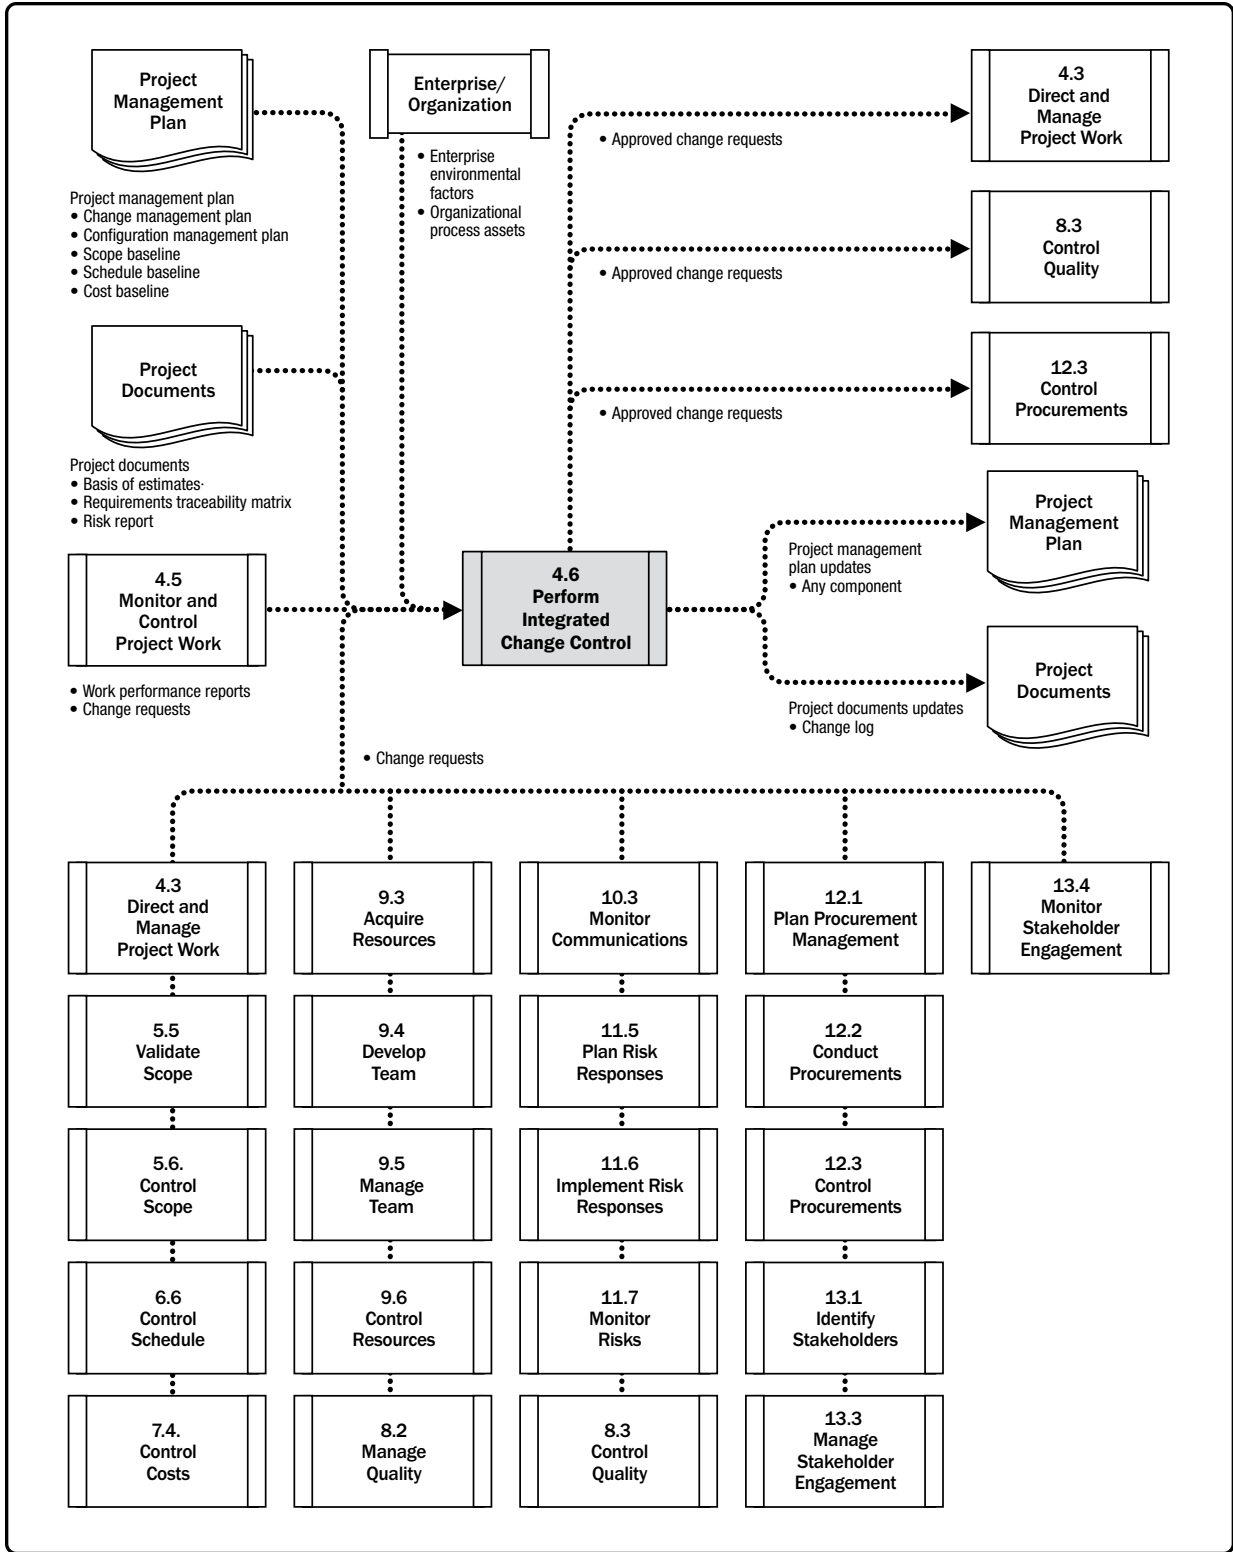 Project
Management
Plan
Enterprise/
Organization
4.3
Direct and
Manage
Project Work
• Approved change requests
• Enterprise
environmental
factors
• Organizational
process assets
Project management plan
• Change management plan
• Configuration management plan
• Scope baseline
• Schedule baseline
• Cost baseline
8.3
Control
Quality
• Approved change requests
Project
Documents
12.3
Control
Procurements
• Approved change requests
Project documents
• Basis of estimates·
• Requirements traceability matrix
• Risk report
Project
Management
Plan
4.5
Monitor and
Control
Project Work
4.6
Perform
Integrated
Change Control
Project management
plan updates
• Any component
• Work performance reports
• Change requests
Project
Documents
Project documents updates
• Change log
• Change requests
4.3
Direct and
Manage
Project Work
9.3
Acquire
Resources
10.3
Monitor
Communications
12.1
Plan Procurement
Management
13.4
Monitor
Stakeholder
Engagement
5.5
Validate
Scope
9.4
Develop
Team
11.5
Plan Risk
Responses
12.2
Conduct
Procurements
5.6.
Control
Scope
9.5
Manage
Team
11.6
Implement Risk
Responses
12.3
Control
Procurements
6.6
Control
Schedule
9.6
Control
Resources
11.7
Monitor
Risks
13.1
Identify
Stakeholders
7.4.
Control
Costs
8.2
Manage
Quality
8.3
Control
Quality
13.3
Manage
Stakeholder
Engagement